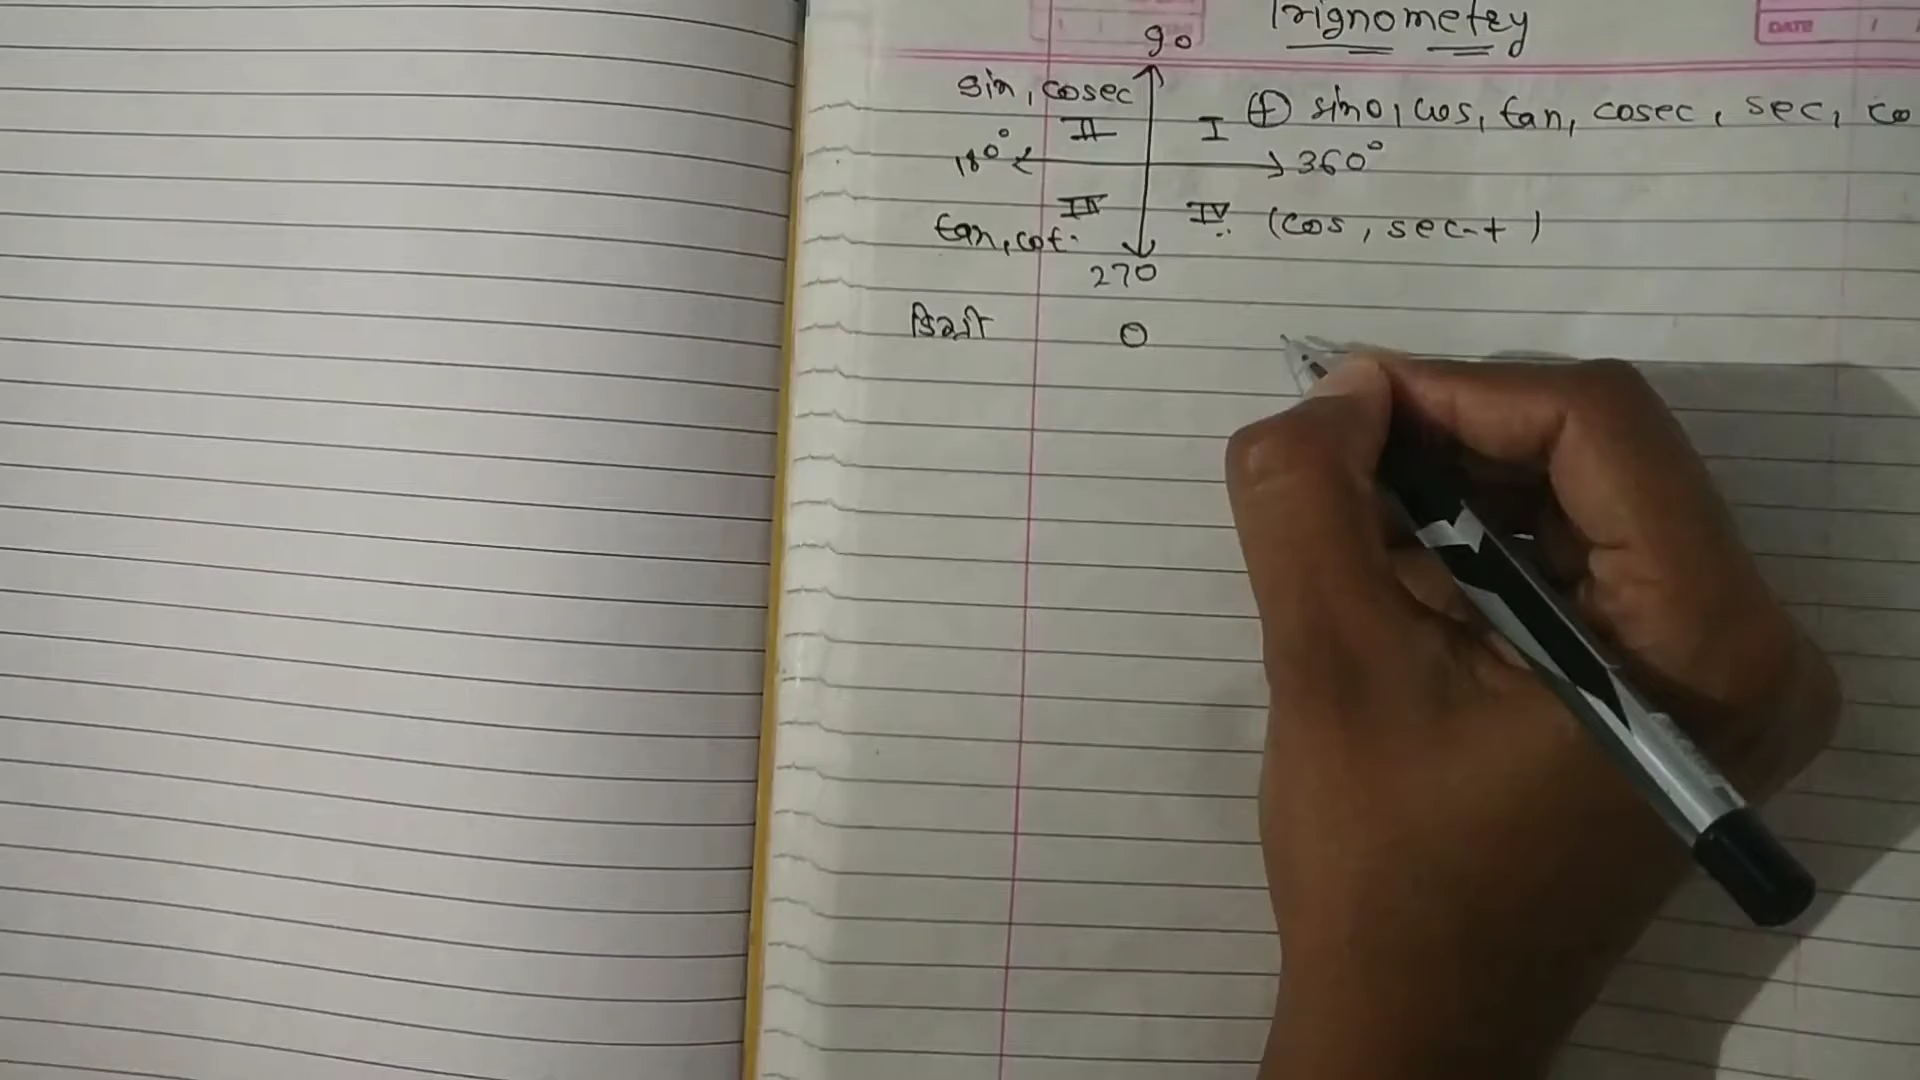 Trignometry
DATE / /
90
sin, cosec
II I (+) sinθ, cos, tan, cosec, sec, co
180° 360°
III IV (cos, sec - +)
tan, cot.
270
डिग्री 0